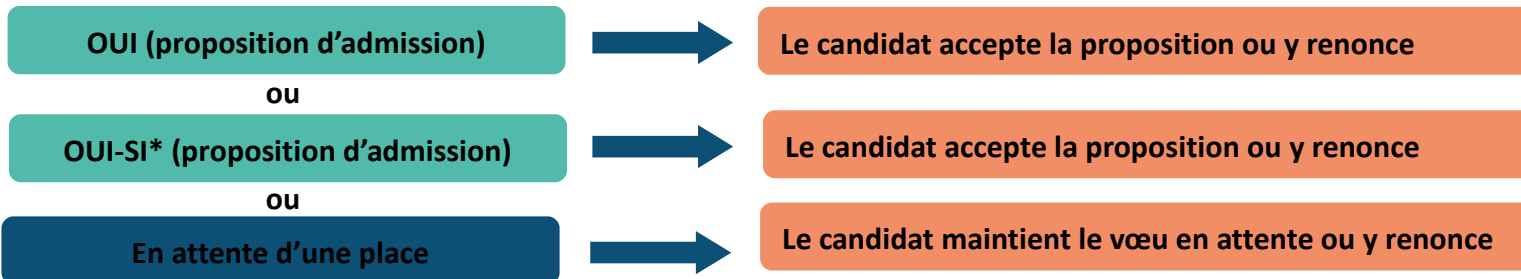 OUI (proposition d'admission)
Le candidat accepte la proposition ou y renonce
ou
OUI-SI* (proposition d'admission)
Le candidat accepte la proposition ou y renonce
ou
En attente d'une place
Le candidat maintient le vœu en attente ou y renonce